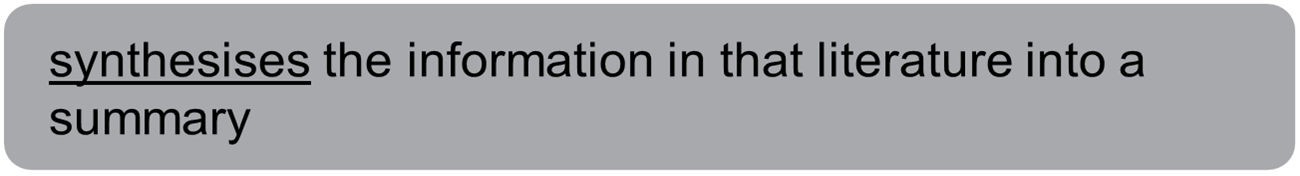 synthesises the information in that literature into a
summary